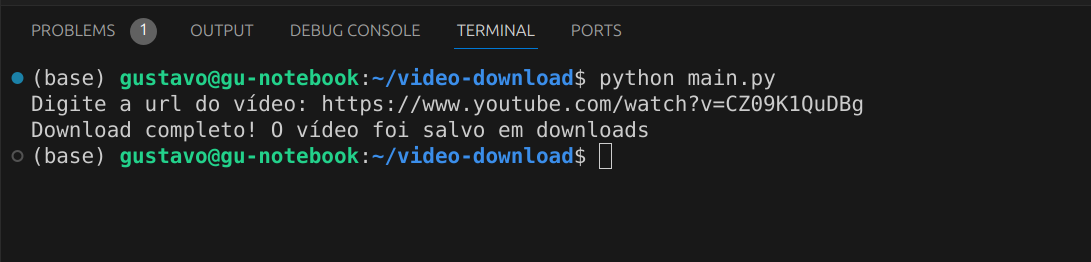 PROBLEMS 1 OUTPUT DEBUG CONSOLE TERMINAL PORTS
(base) gustavo@gu-notebook:~/video-download$ python main.py
Digite a url do vídeo: https://www.youtube.com/watch?v=CZ09K1QuDBg
Download completo! O vídeo foi salvo em downloads
(base) gustavo@gu-notebook:~/video-download$